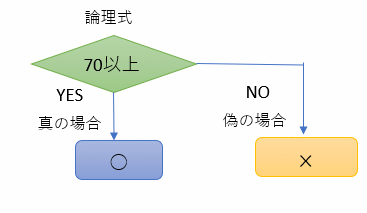 論理式
70以上
YES
真の場合
NO
偽の場合
○
×